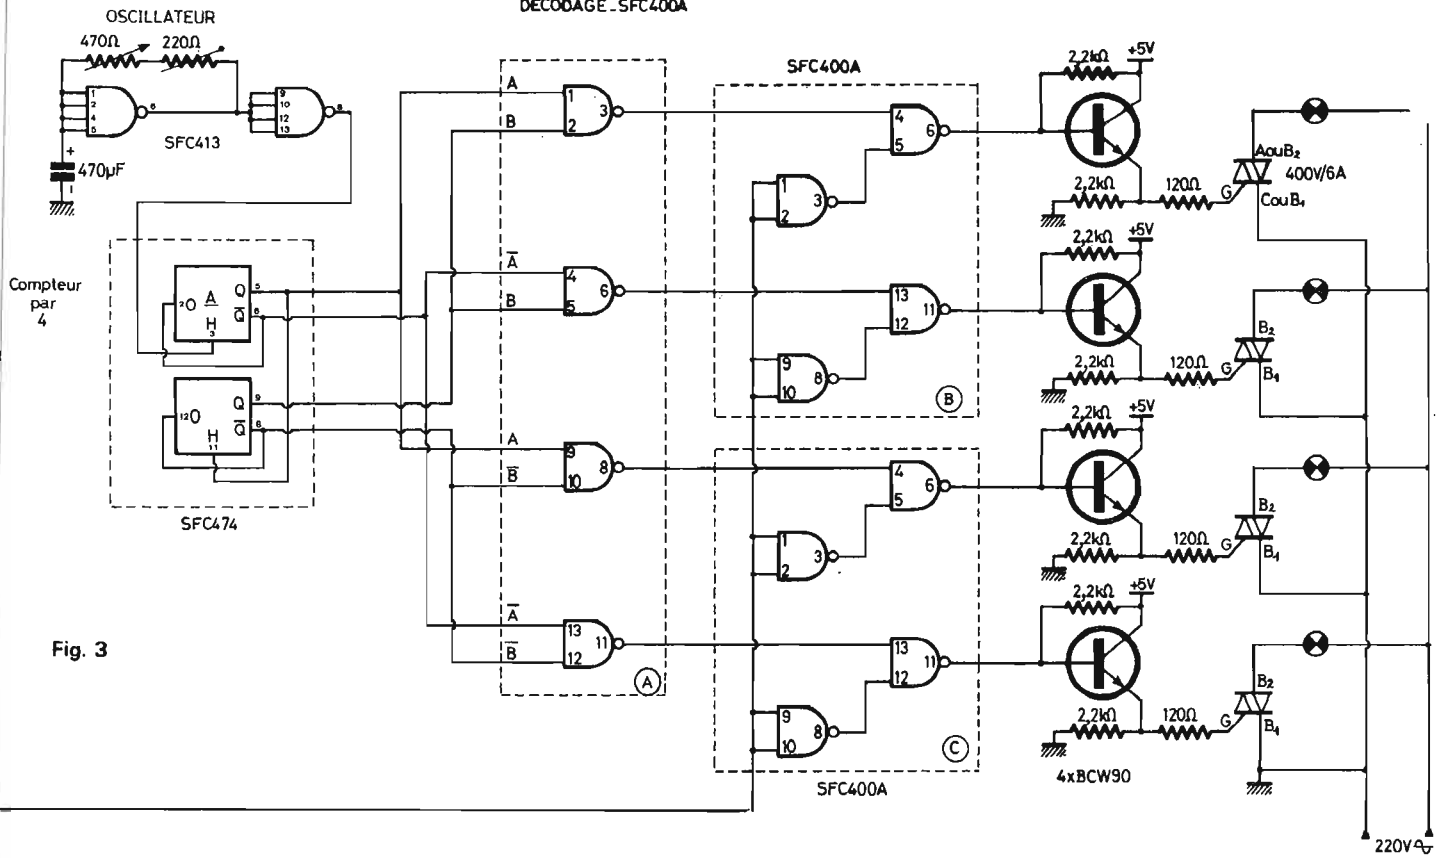 DECODAGE_SFC400A
OSCILLATEUR
470Ω
220Ω
1
2
4
5
6
9
10
12
13
8
SFC413
+
470µF
-
Compteur
par
4
2D
A
H
3
Q
5
Q̅
6
12D
H
11
Q
9
Q̅
8
SFC474
Fig. 3
A
B
1
2
3
A̅
B
4
5
6
A
B̅
9
10
8
A̅
B̅
13
12
11
A
SFC400A
4
5
6
1
2
3
13
12
11
9
10
8
B
4
5
6
1
2
3
13
12
11
9
10
8
C
SFC400A
2,2kΩ
+5V
2,2kΩ
120Ω
G
AouB2
400V/6A
CouB1
2,2kΩ
+5V
2,2kΩ
120Ω
G
B2
B1
2,2kΩ
+5V
2,2kΩ
120Ω
G
B2
B1
2,2kΩ
+5V
2,2kΩ
120Ω
G
B2
B1
4xBCW90
220V∿